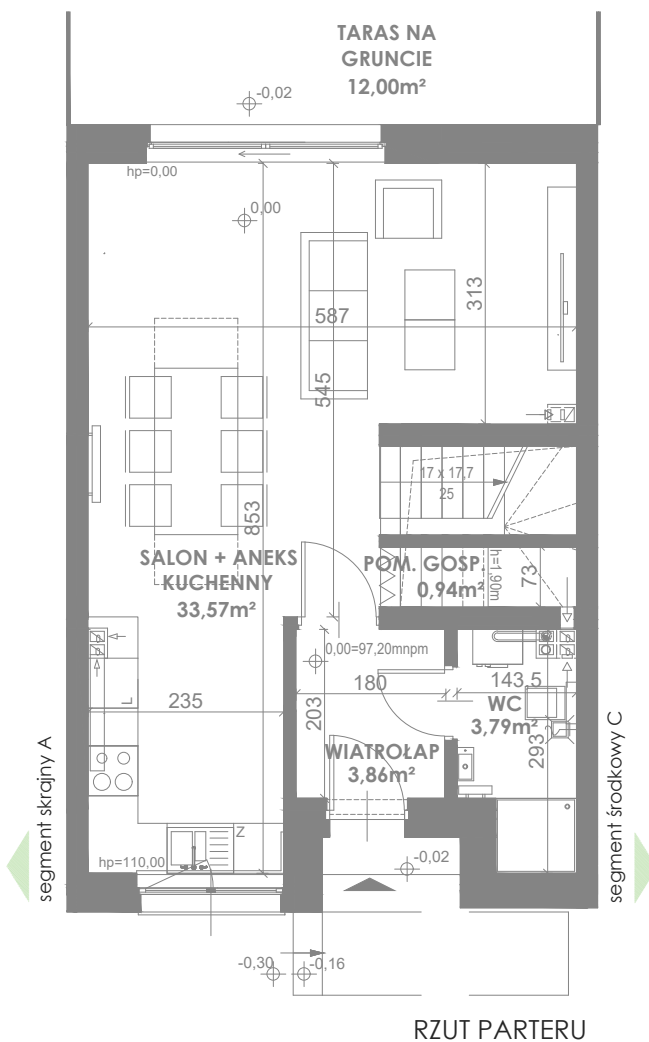 TARAS NA
GRUNCIE
12,00m²
-0,02
hp=0,00
0,00
313
587
545
17 x 17,7
25
853
SALON + ANEKS
KUCHENNY
33,57m²
POM. GOSP.
0,94m²
h=1,90m
73
0,00=97,20mnpm
180
143,5
235
203
L
WC
3,79m²
293
WIATROŁAP
3,86m²
segment skrajny A
segment środkowy C
Z
hp=110,00
-0,02
-0,30
-0,16
RZUT PARTERU